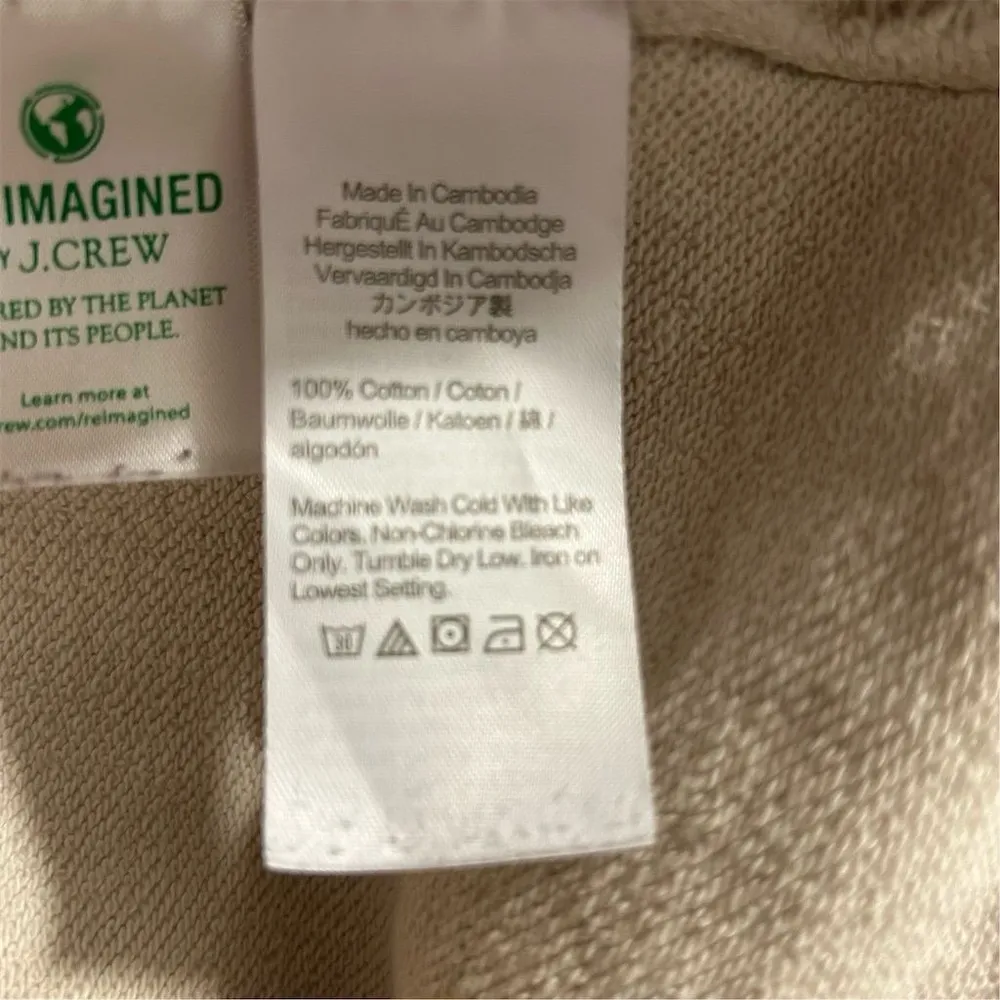 IMAGINED
Y J.CREW
RED BY THE PLANET
ND ITS PEOPLE.
Learn more at
rew.com/reimagined
Made In Cambodia
FabriquÉ Au Cambodge
Hergestellt In Kambodscha
Vervaardigd In Cambodja
カンボジア製
hecho en camboya
100% Cotton / Coton /
Baumwolle / Katoen / 綿 /
algodón
Machine Wash Cold With Like
Colors. Non-Chlorine Bleach
Only. Tumble Dry Low. Iron on
Lowest Setting.
30